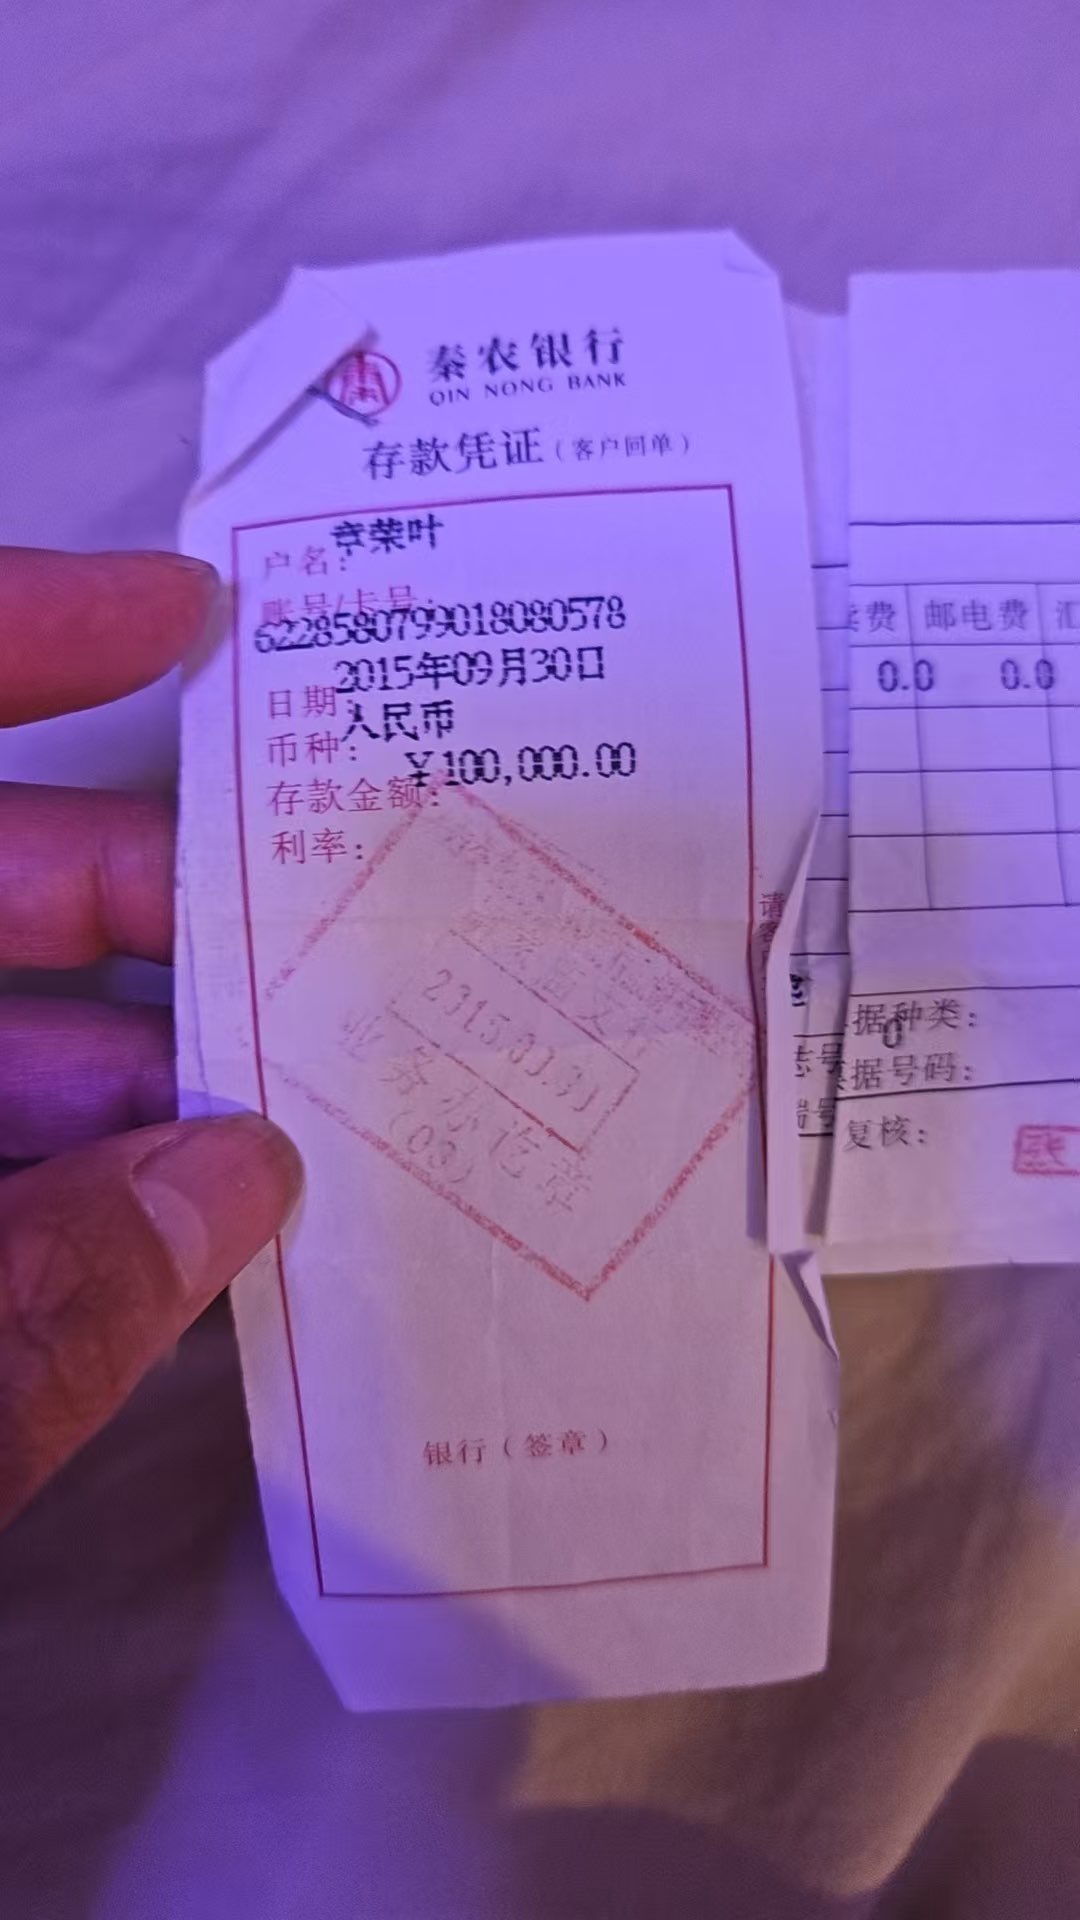 秦农银行
QIN NONG BANK
存款凭证（客户回单）
户名：章荣叶
账号/卡号：
6228580799018080578
日期：2015年09月30日
币种：人民币
存款金额：¥100,000.00
利率：
业务办讫章
(03)
银行（签章）
费 邮电费 汇
0.0 0.0
据种类：
0
据号码：
复核：